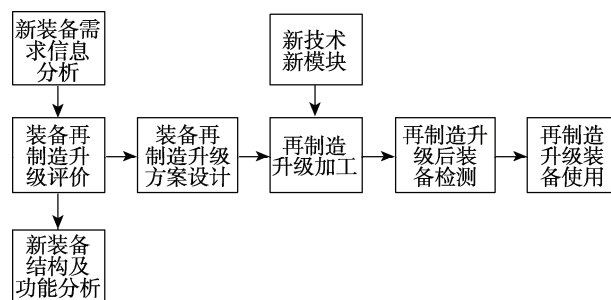 新装备需
求信息
分析
新技术
新模块
装备再
制造升
级评价
装备再
制造升级
方案设计
再制造
升级加工
再制造升
级后装
备检测
再制造
升级装
备使用
新装备
结构及
功能分析